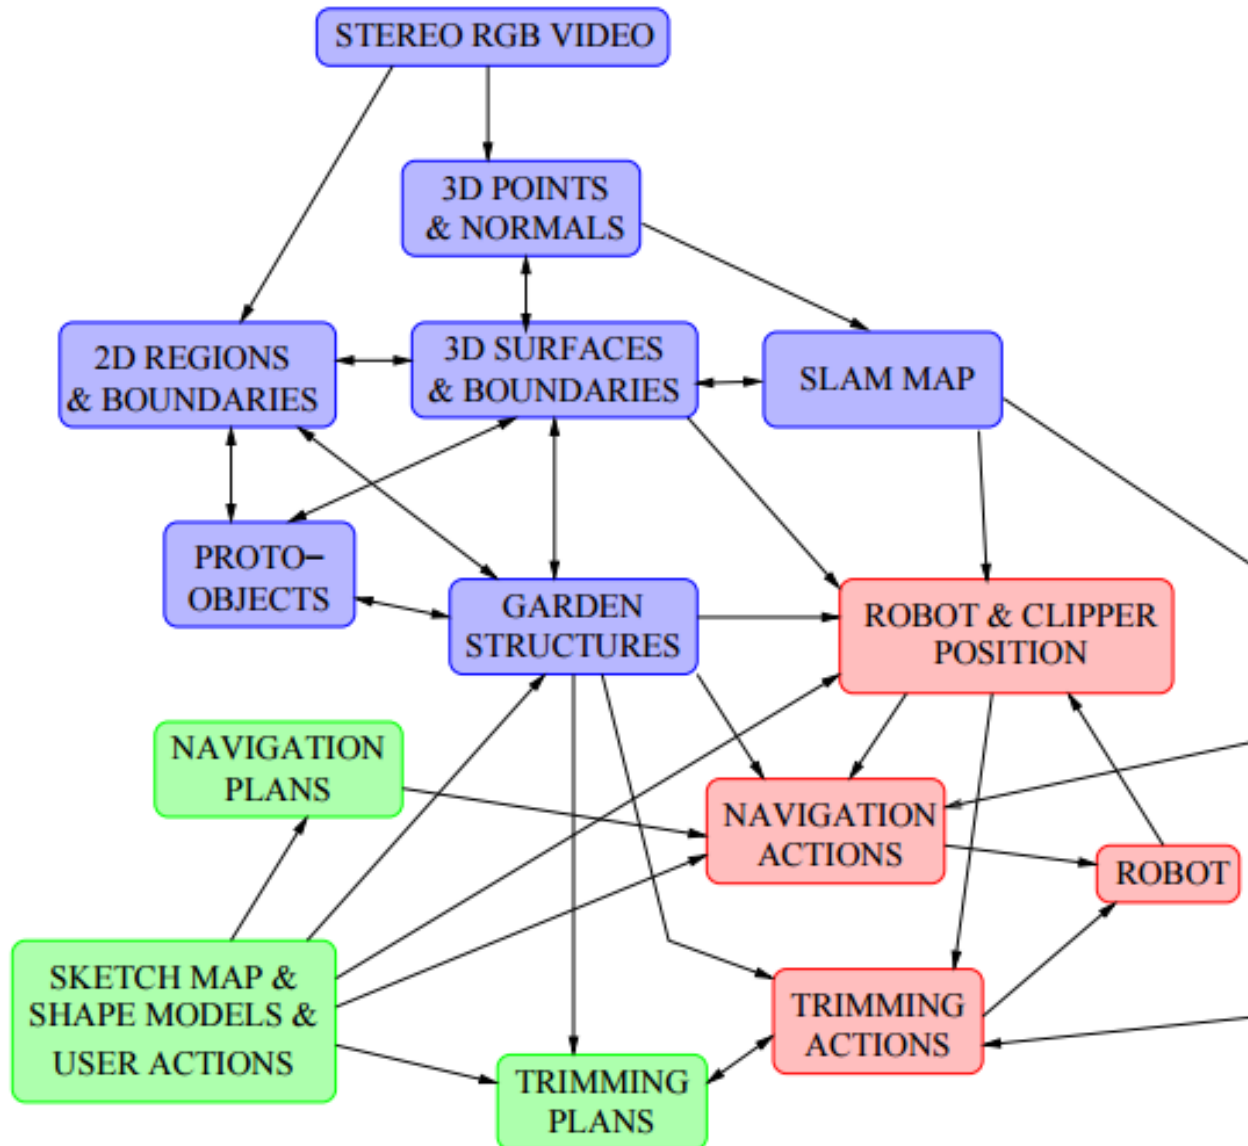 STEREO RGB VIDEO
3D POINTS
& NORMALS
2D REGIONS
& BOUNDARIES
3D SURFACES
& BOUNDARIES
SLAM MAP
PROTO−
OBJECTS
GARDEN
STRUCTURES
ROBOT & CLIPPER
POSITION
NAVIGATION
PLANS
NAVIGATION
ACTIONS
ROBOT
SKETCH MAP &
SHAPE MODELS &
USER ACTIONS
TRIMMING
ACTIONS
TRIMMING
PLANS